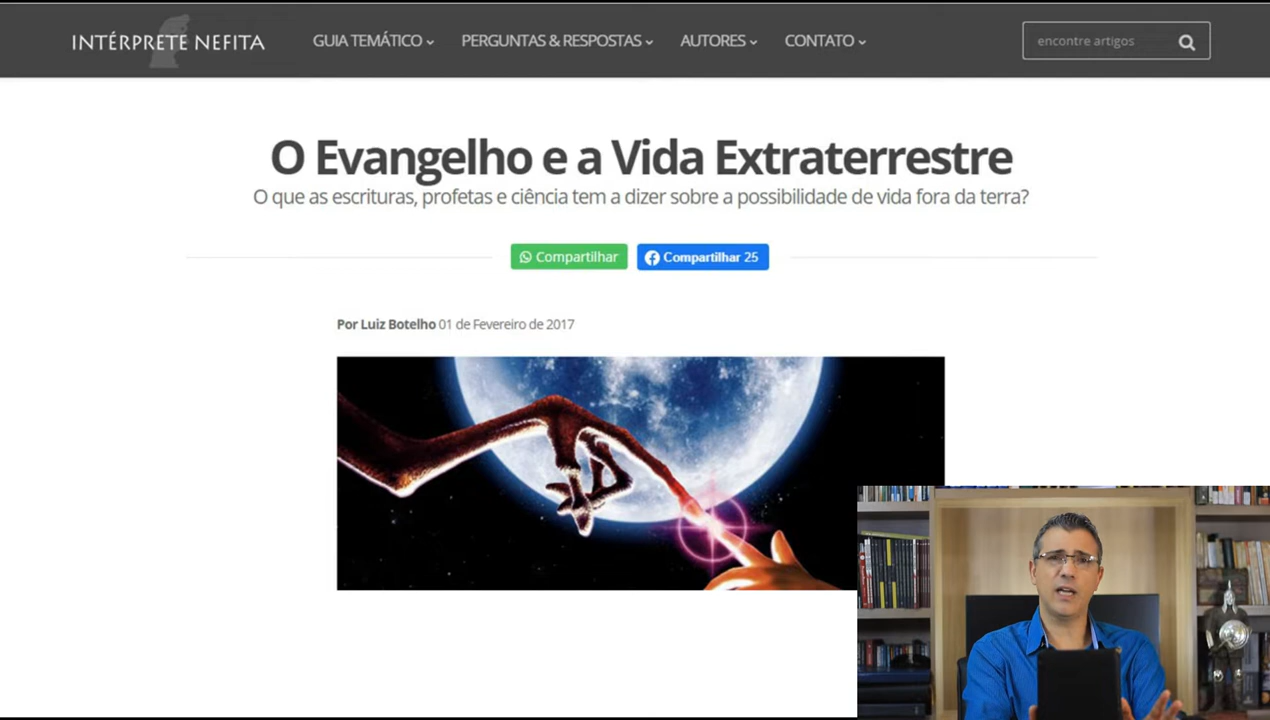 INTÉRPRETE NEFITA
GUIA TEMÁTICO PERGUNTAS & RESPOSTAS AUTORES CONTATO
encontre artigos
O Evangelho e a Vida Extraterrestre
O que as escrituras, profetas e ciência tem a dizer sobre a possibilidade de vida fora da terra?
Compartilhar Compartilhar 25
Por Luiz Botelho 01 de Fevereiro de 2017